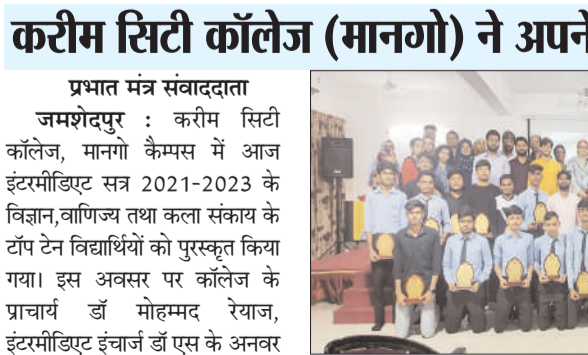 करीम सिटी कॉलेज (मानगो) ने अपने
प्रभात मंत्र संवाददाता
जमशेदपुर : करीम सिटी
कॉलेज, मानगो कैम्पस में आज
इंटरमीडिएट सत्र 2021-2023 के
विज्ञान,वाणिज्य तथा कला संकाय के
टॉप टेन विद्यार्थियों को पुरस्कृत किया
गया। इस अवसर पर कॉलेज के
प्राचार्य डॉ मोहम्मद रेयाज,
इंटरमीडिएट इंचार्ज डॉ एस के अनवर